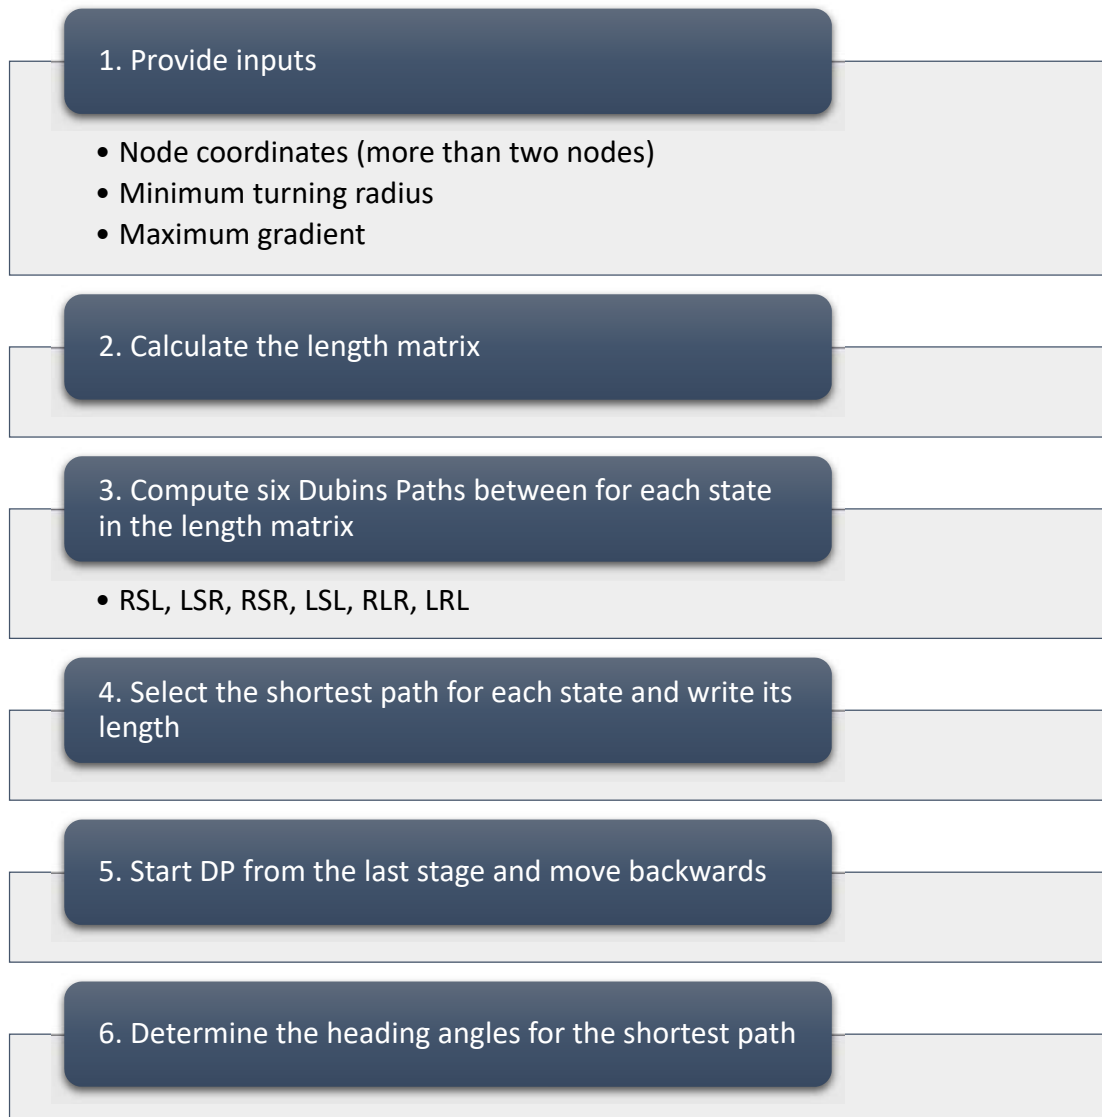 1. Provide inputs
• Node coordinates (more than two nodes)
• Minimum turning radius
• Maximum gradient
2. Calculate the length matrix
3. Compute six Dubins Paths between for each state
in the length matrix
• RSL, LSR, RSR, LSL, RLR, LRL
4. Select the shortest path for each state and write its
length
5. Start DP from the last stage and move backwards
6. Determine the heading angles for the shortest path